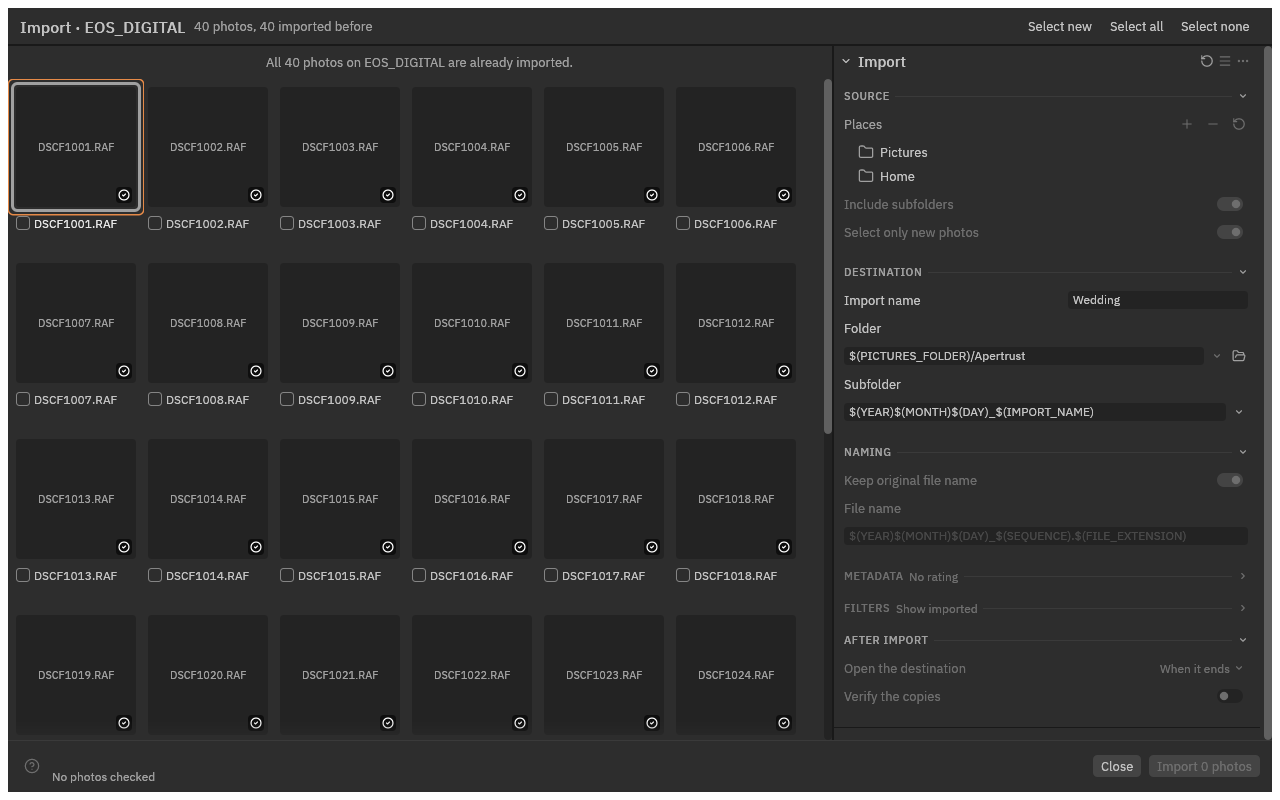 Import · EOS_DIGITAL 40 photos, 40 imported before Select new Select all Select none
All 40 photos on EOS_DIGITAL are already imported.
DSCF1001.RAF DSCF1002.RAF DSCF1003.RAF DSCF1004.RAF DSCF1005.RAF DSCF1006.RAF
DSCF1001.RAF DSCF1002.RAF DSCF1003.RAF DSCF1004.RAF DSCF1005.RAF DSCF1006.RAF
DSCF1007.RAF DSCF1008.RAF DSCF1009.RAF DSCF1010.RAF DSCF1011.RAF DSCF1012.RAF
DSCF1007.RAF DSCF1008.RAF DSCF1009.RAF DSCF1010.RAF DSCF1011.RAF DSCF1012.RAF
DSCF1013.RAF DSCF1014.RAF DSCF1015.RAF DSCF1016.RAF DSCF1017.RAF DSCF1018.RAF
DSCF1013.RAF DSCF1014.RAF DSCF1015.RAF DSCF1016.RAF DSCF1017.RAF DSCF1018.RAF
DSCF1019.RAF DSCF1020.RAF DSCF1021.RAF DSCF1022.RAF DSCF1023.RAF DSCF1024.RAF
Import
SOURCE
Places
Pictures
Home
Include subfolders
Select only new photos
DESTINATION
Import name Wedding
Folder
$(PICTURES_FOLDER)/Apertrust
Subfolder
$(YEAR)$(MONTH)$(DAY)_$(IMPORT_NAME)
NAMING
Keep original file name
File name
$(YEAR)$(MONTH)$(DAY)_$(SEQUENCE).$(FILE_EXTENSION)
METADATA No rating
FILTERS Show imported
AFTER IMPORT
Open the destination When it ends
Verify the copies
No photos checked Close Import 0 photos